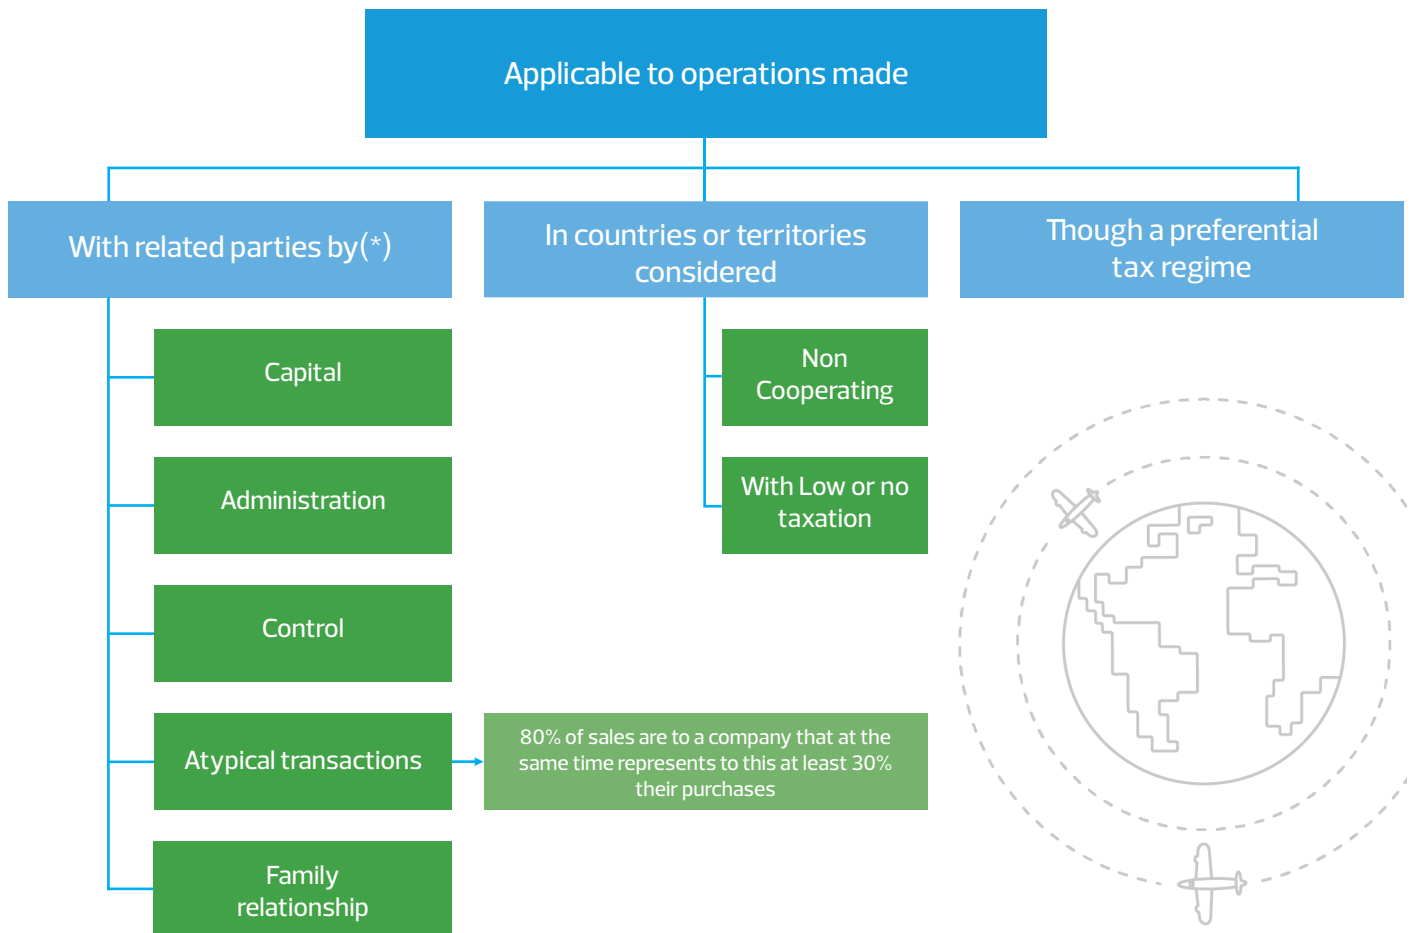 Applicable to operations made
With related parties by(*)
In countries or territories
considered
Though a preferential
tax regime
Capital
Administration
Control
Atypical transactions
Family
relationship
80% of sales are to a company that at the
same time represents to this at least 30%
their purchases
Non
Cooperating
With Low or no
taxation